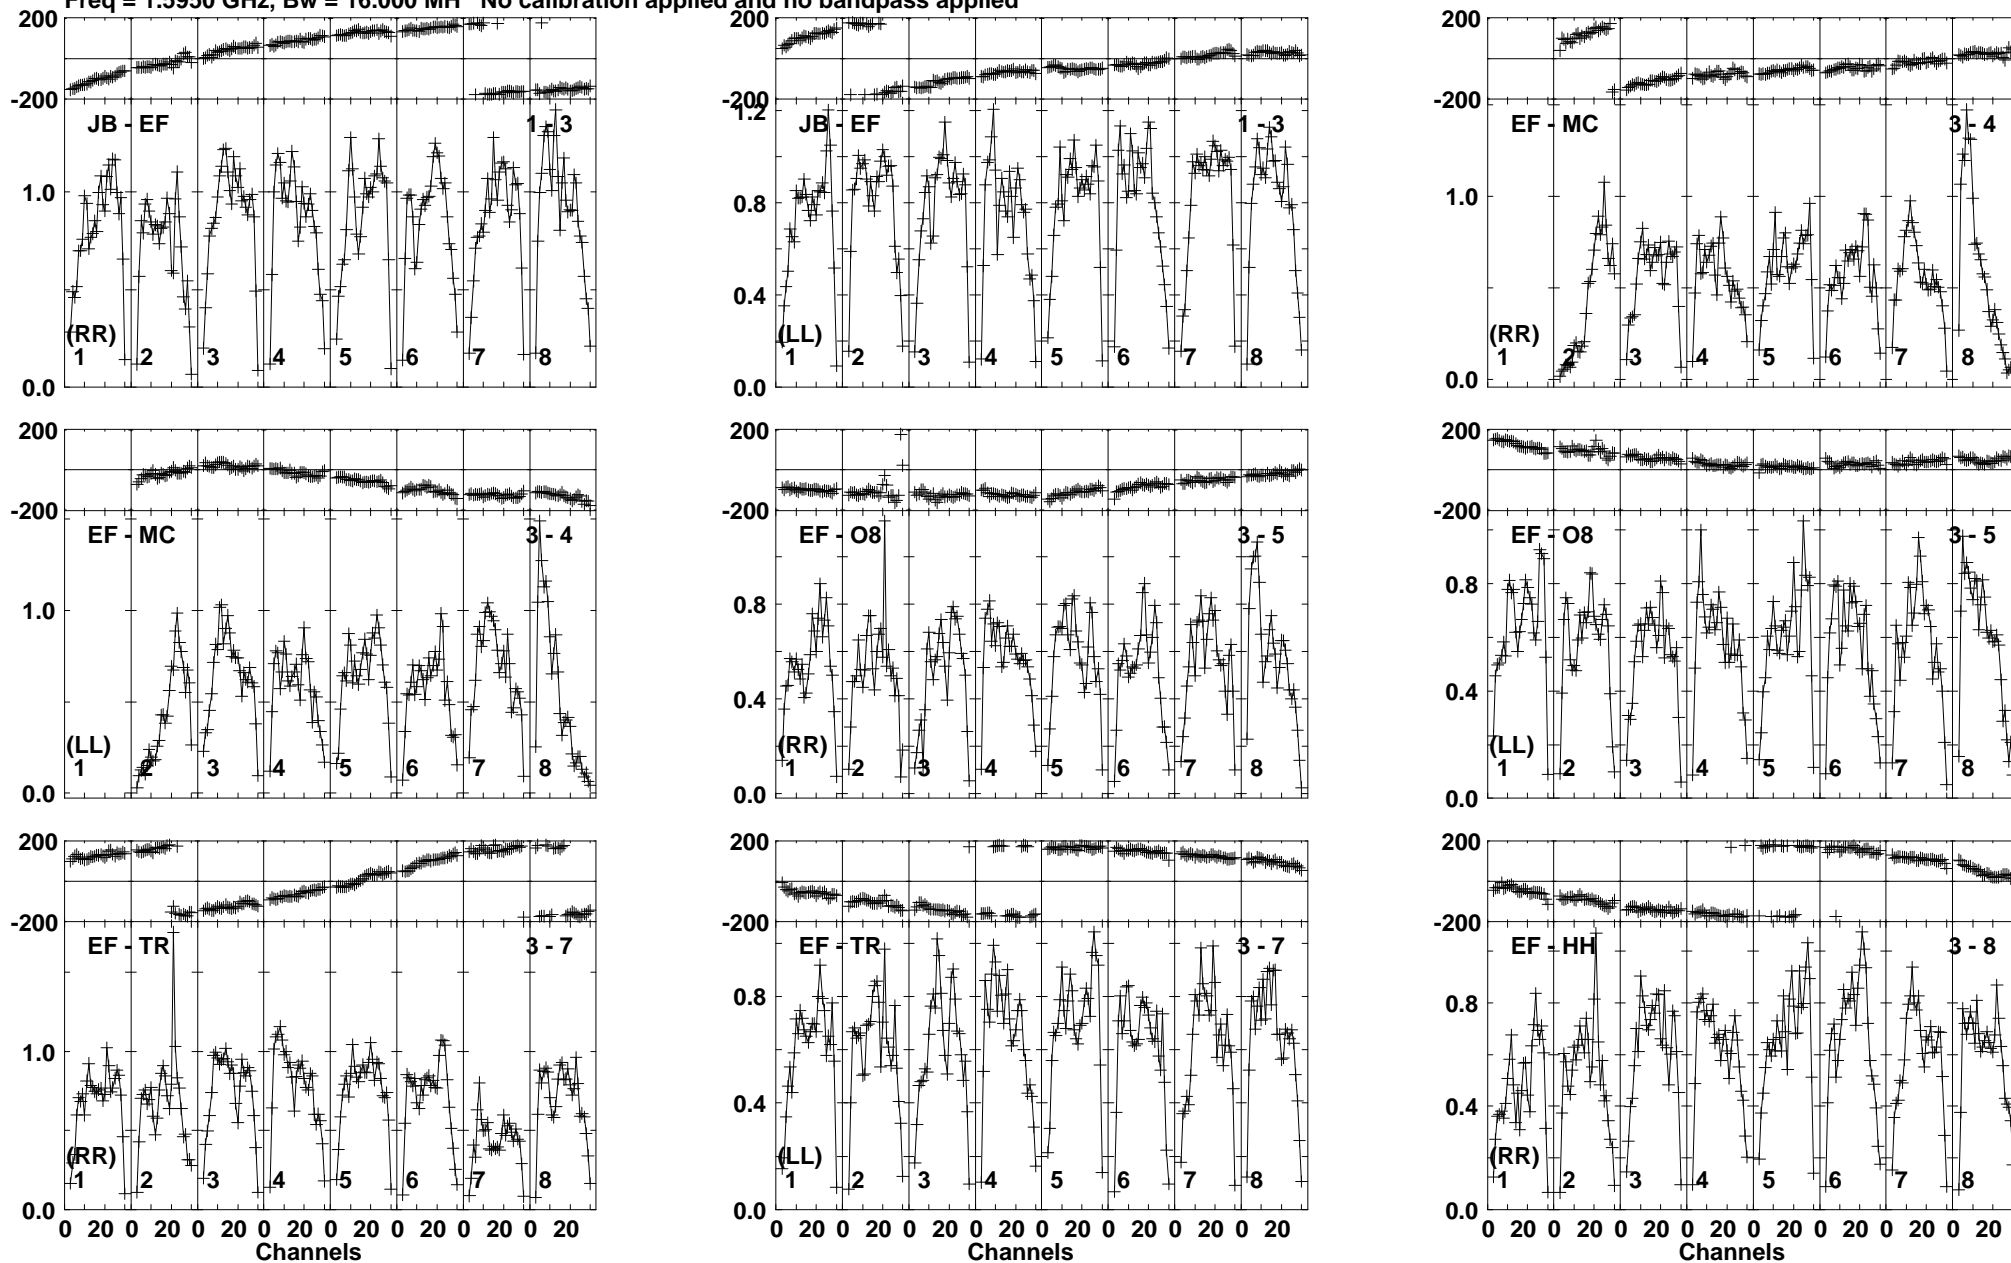 Freq = 1.5950 GHz, Bw = 16.000 MH No calibration applied and no bandpass applied
200 200 200
-200 -200 -200
JB - EF 1 - 3
1.0
0.0
(RR)
1 2 3 4 5 6 7 8
1.2
JB - EF 1 - 3
0.8
0.4
0.0
(LL)
1 2 3 4 5 6 7 8
EF - MC 3 - 4
1.0
0.0
(RR)
1 2 3 4 5 6 7 8
200 200 200
-200 -200 -200
EF - MC 3 - 4
1.0
0.0
(LL)
1 2 3 4 5 6 7 8
EF - O8 3 - 5
0.8
0.4
0.0
(RR)
1 2 3 4 5 6 7 8
EF - O8 3 - 5
0.8
0.4
0.0
(LL)
1 2 3 4 5 6 7 8
200 200 200
-200 -200 -200
EF - TR 3 - 7
1.0
0.0
(RR)
1 2 3 4 5 6 7 8
0 20 0 20 0 20 0 20 0 20 0 20 0 20 0 20
Channels
EF - TR 3 - 7
0.8
0.4
0.0
(LL)
1 2 3 4 5 6 7 8
0 20 0 20 0 20 0 20 0 20 0 20 0 20 0 20
Channels
EF - HH 3 - 8
0.8
0.4
0.0
(RR)
1 2 3 4 5 6 7 8
0 20 0 20 0 20 0 20 0 20 0 20 0 20 0 20
Channels